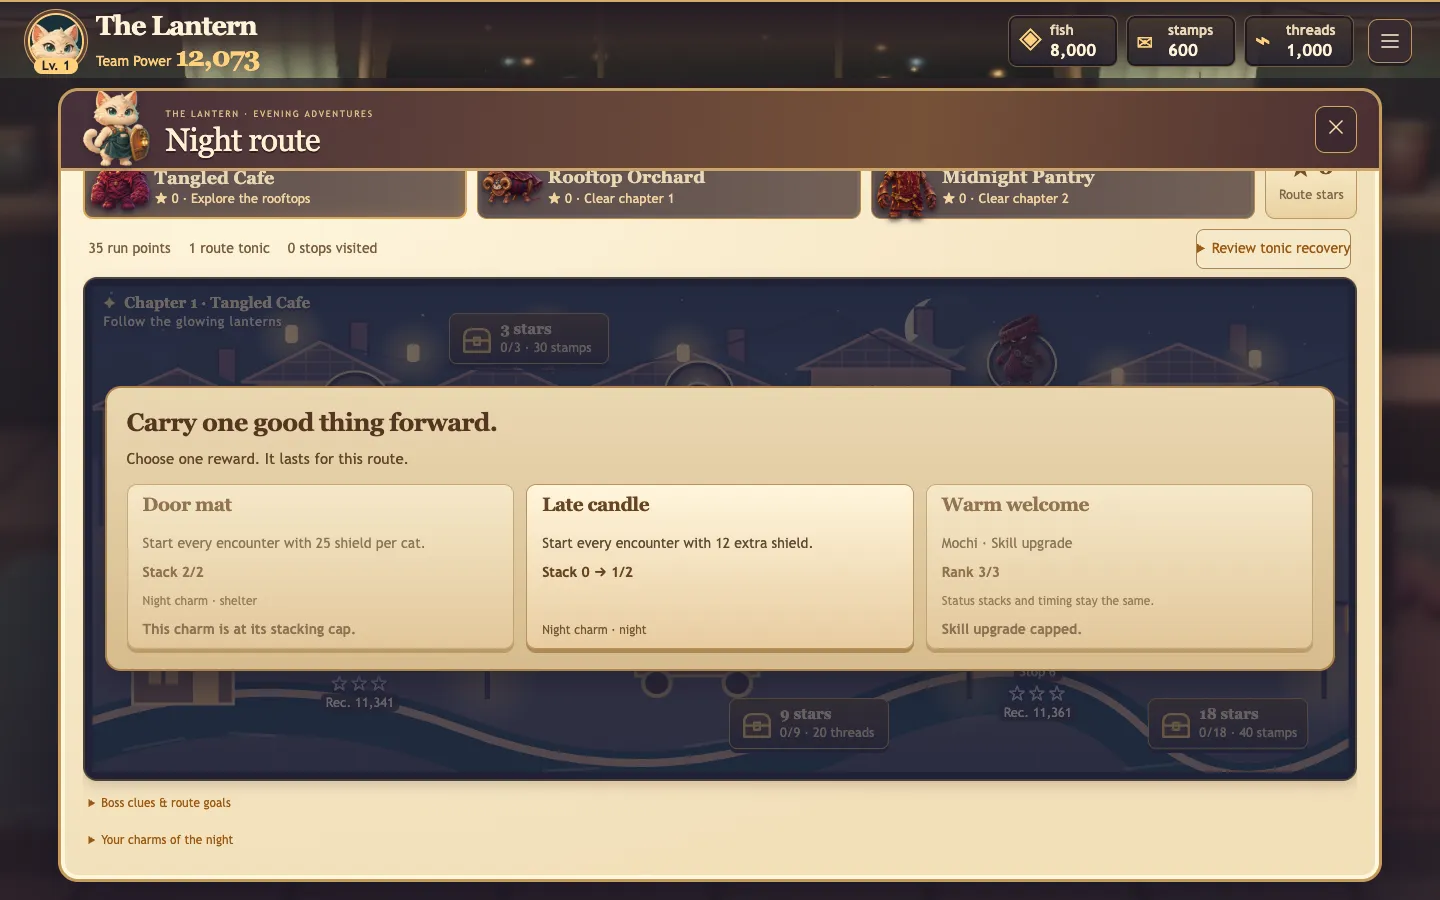 The Lantern
Team Power 12,073
Lv. 1
fish
8,000
stamps
600
threads
1,000
THE LANTERN · EVENING ADVENTURES
Night route
Tangled Cafe
★ 0 · Explore the rooftops
Rooftop Orchard
★ 0 · Clear chapter 1
Midnight Pantry
★ 0 · Clear chapter 2
Route stars
35 run points
1 route tonic
0 stops visited
▶ Review tonic recovery
✦ Chapter 1 · Tangled Cafe
Follow the glowing lanterns
3 stars
0/3 · 30 stamps
Carry one good thing forward.
Choose one reward. It lasts for this route.
Door mat
Start every encounter with 25 shield per cat.
Stack 2/2
Night charm · shelter
This charm is at its stacking cap.
Late candle
Start every encounter with 12 extra shield.
Stack 0 → 1/2
Night charm · night
Warm welcome
Mochi · Skill upgrade
Rank 3/3
Status stacks and timing stay the same.
Skill upgrade capped.
☆☆☆
Rec. 11,341
9 stars
0/9 · 20 threads
Stop 6
☆☆☆
Rec. 11,361
18 stars
0/18 · 40 stamps
▶ Boss clues & route goals
▶ Your charms of the night